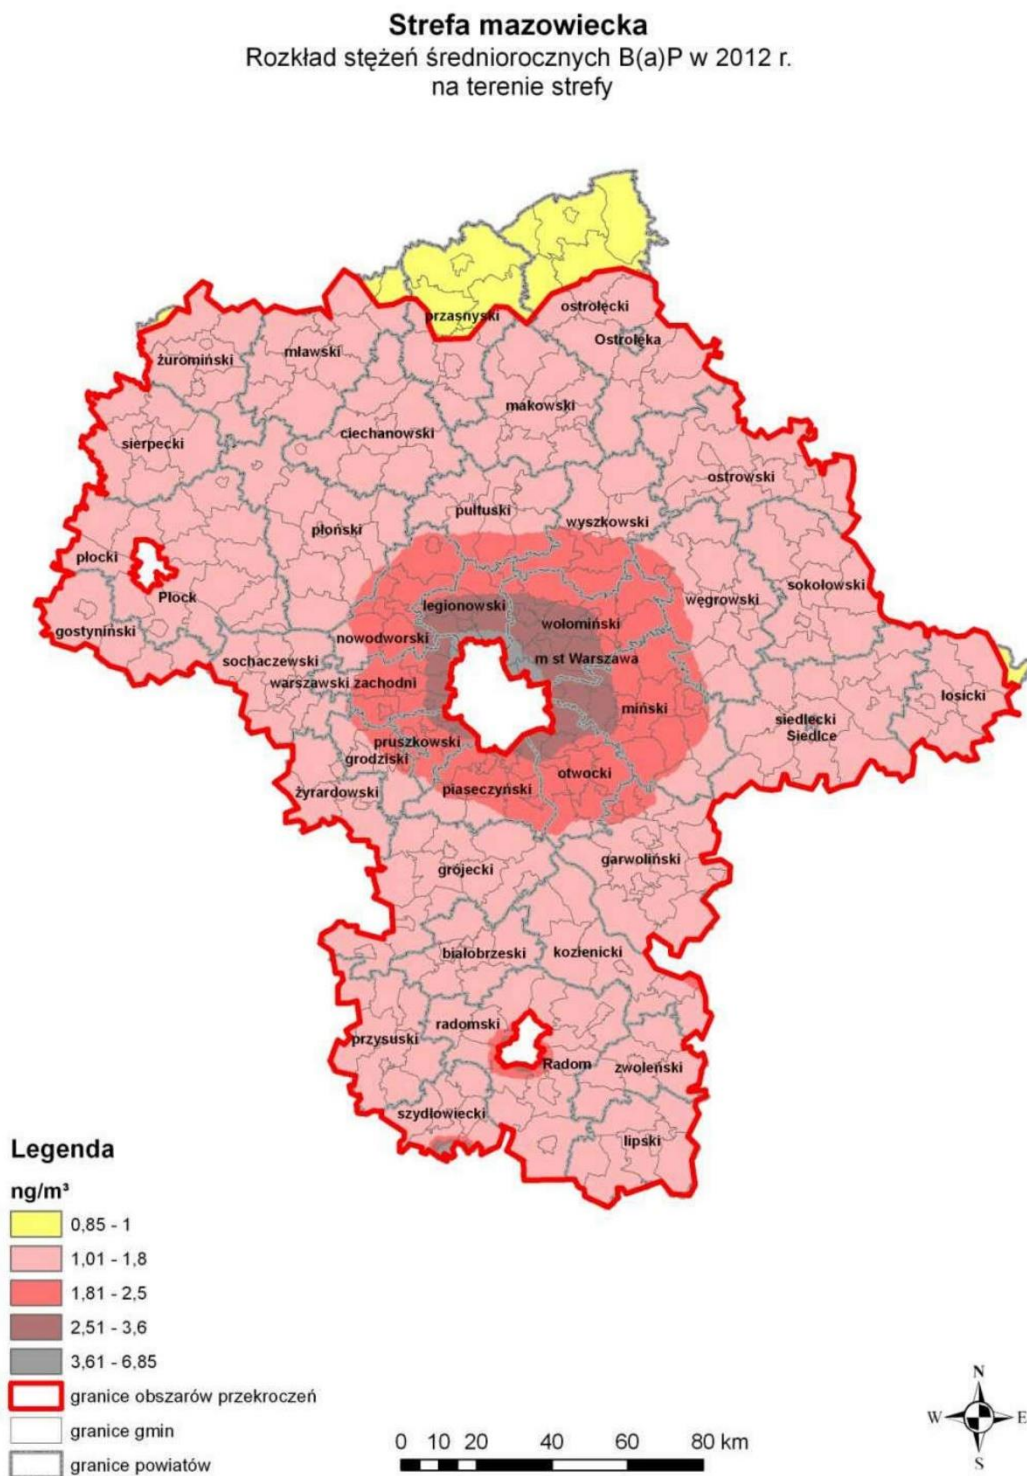 Strefa mazowiecka
Rozkład stężeń średniorocznych B(a)P w 2012 r.
na terenie strefy
przasnyski
ostrołęcki
Ostrołęka
żuromiński
mławski
makowski
ciechanowski
sierpecki
ostrowski
pułtuski
wyszkowski
płoński
płocki
Płock
sokołowski
węgrowski
legionowski
wołomiński
gostyniński
nowodworski
sochaczewski
m st Warszawa
warszawski zachodni
łosicki
miński
siedlecki
Siedlce
pruszkowski
grodziski
otwocki
piaseczyński
żyrardowski
garwoliński
grójecki
białobrzeski
kozienicki
radomski
przysuski
Radom
zwoleński
szydłowiecki
lipski
Legenda
ng/m³
0,85 - 1
1,01 - 1,8
1,81 - 2,5
2,51 - 3,6
3,61 - 6,85
granice obszarów przekroczeń
granice gmin
granice powiatów
0 10 20 40 60 80 km
N
W E
S